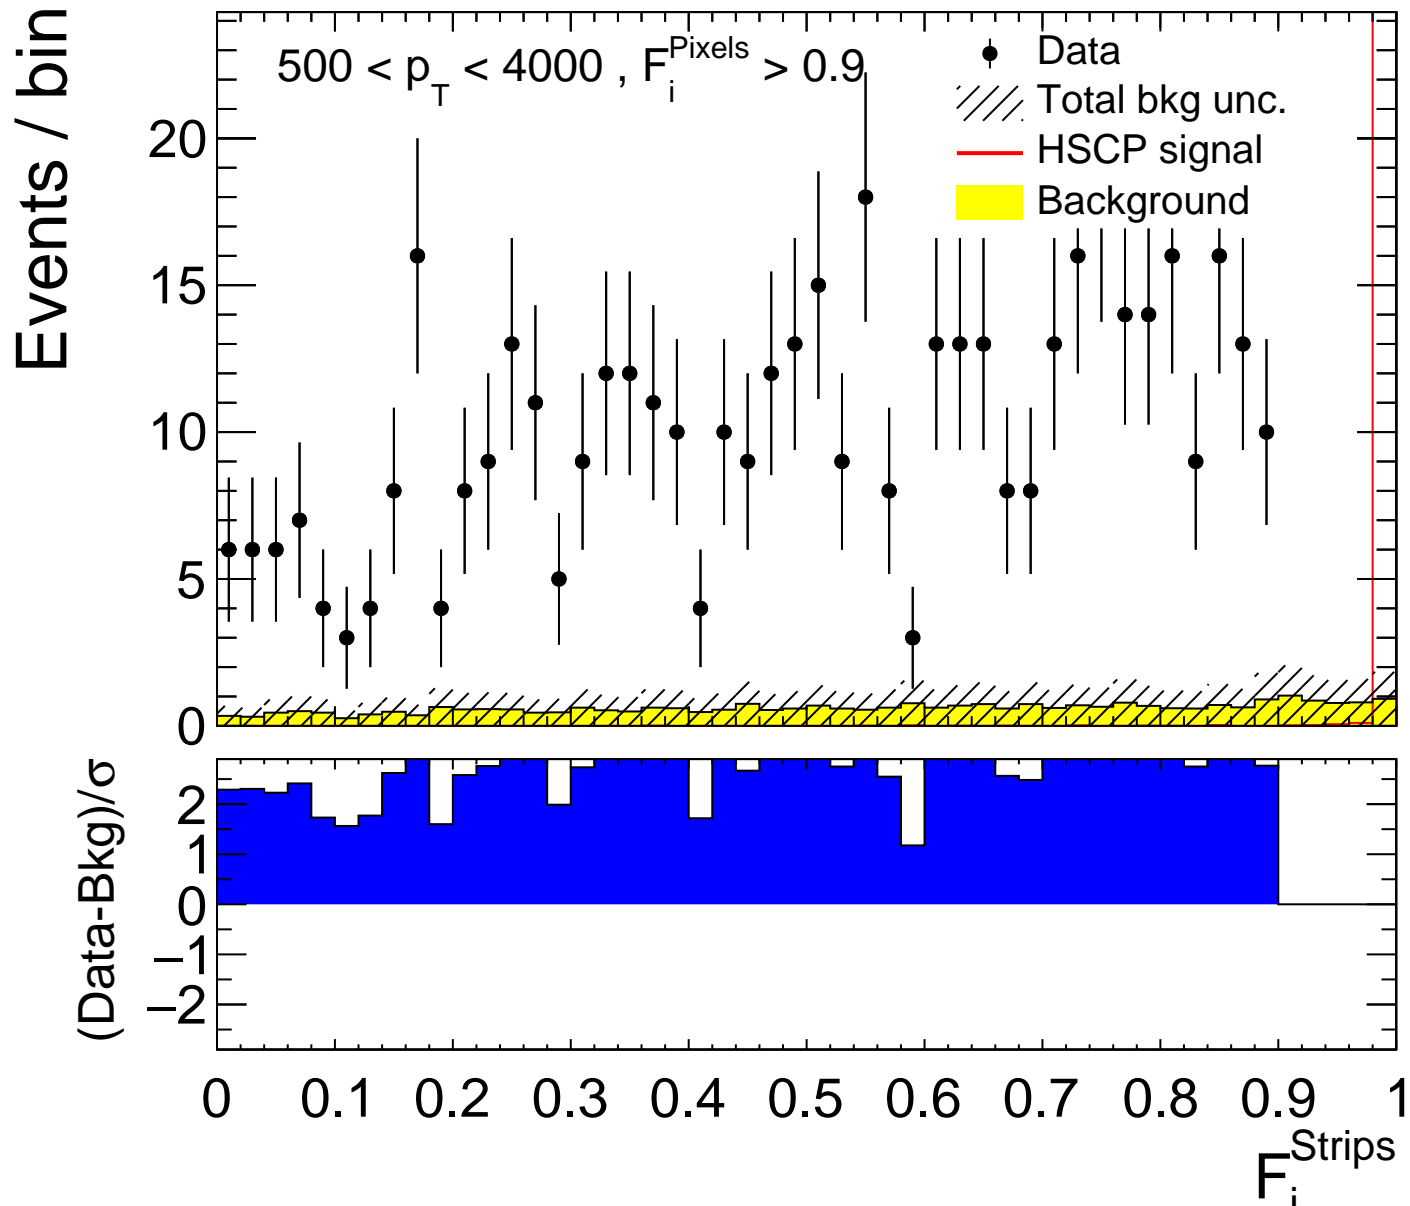 Events / bin
500 < p_T < 4000 , F_i^Pixels > 0.9
Data
Total bkg unc.
HSCP signal
Background
20
15
10
5
0
(Data-Bkg)/σ
2
1
0
−1
−2
0 0.1 0.2 0.3 0.4 0.5 0.6 0.7 0.8 0.9 1
F_i^Strips